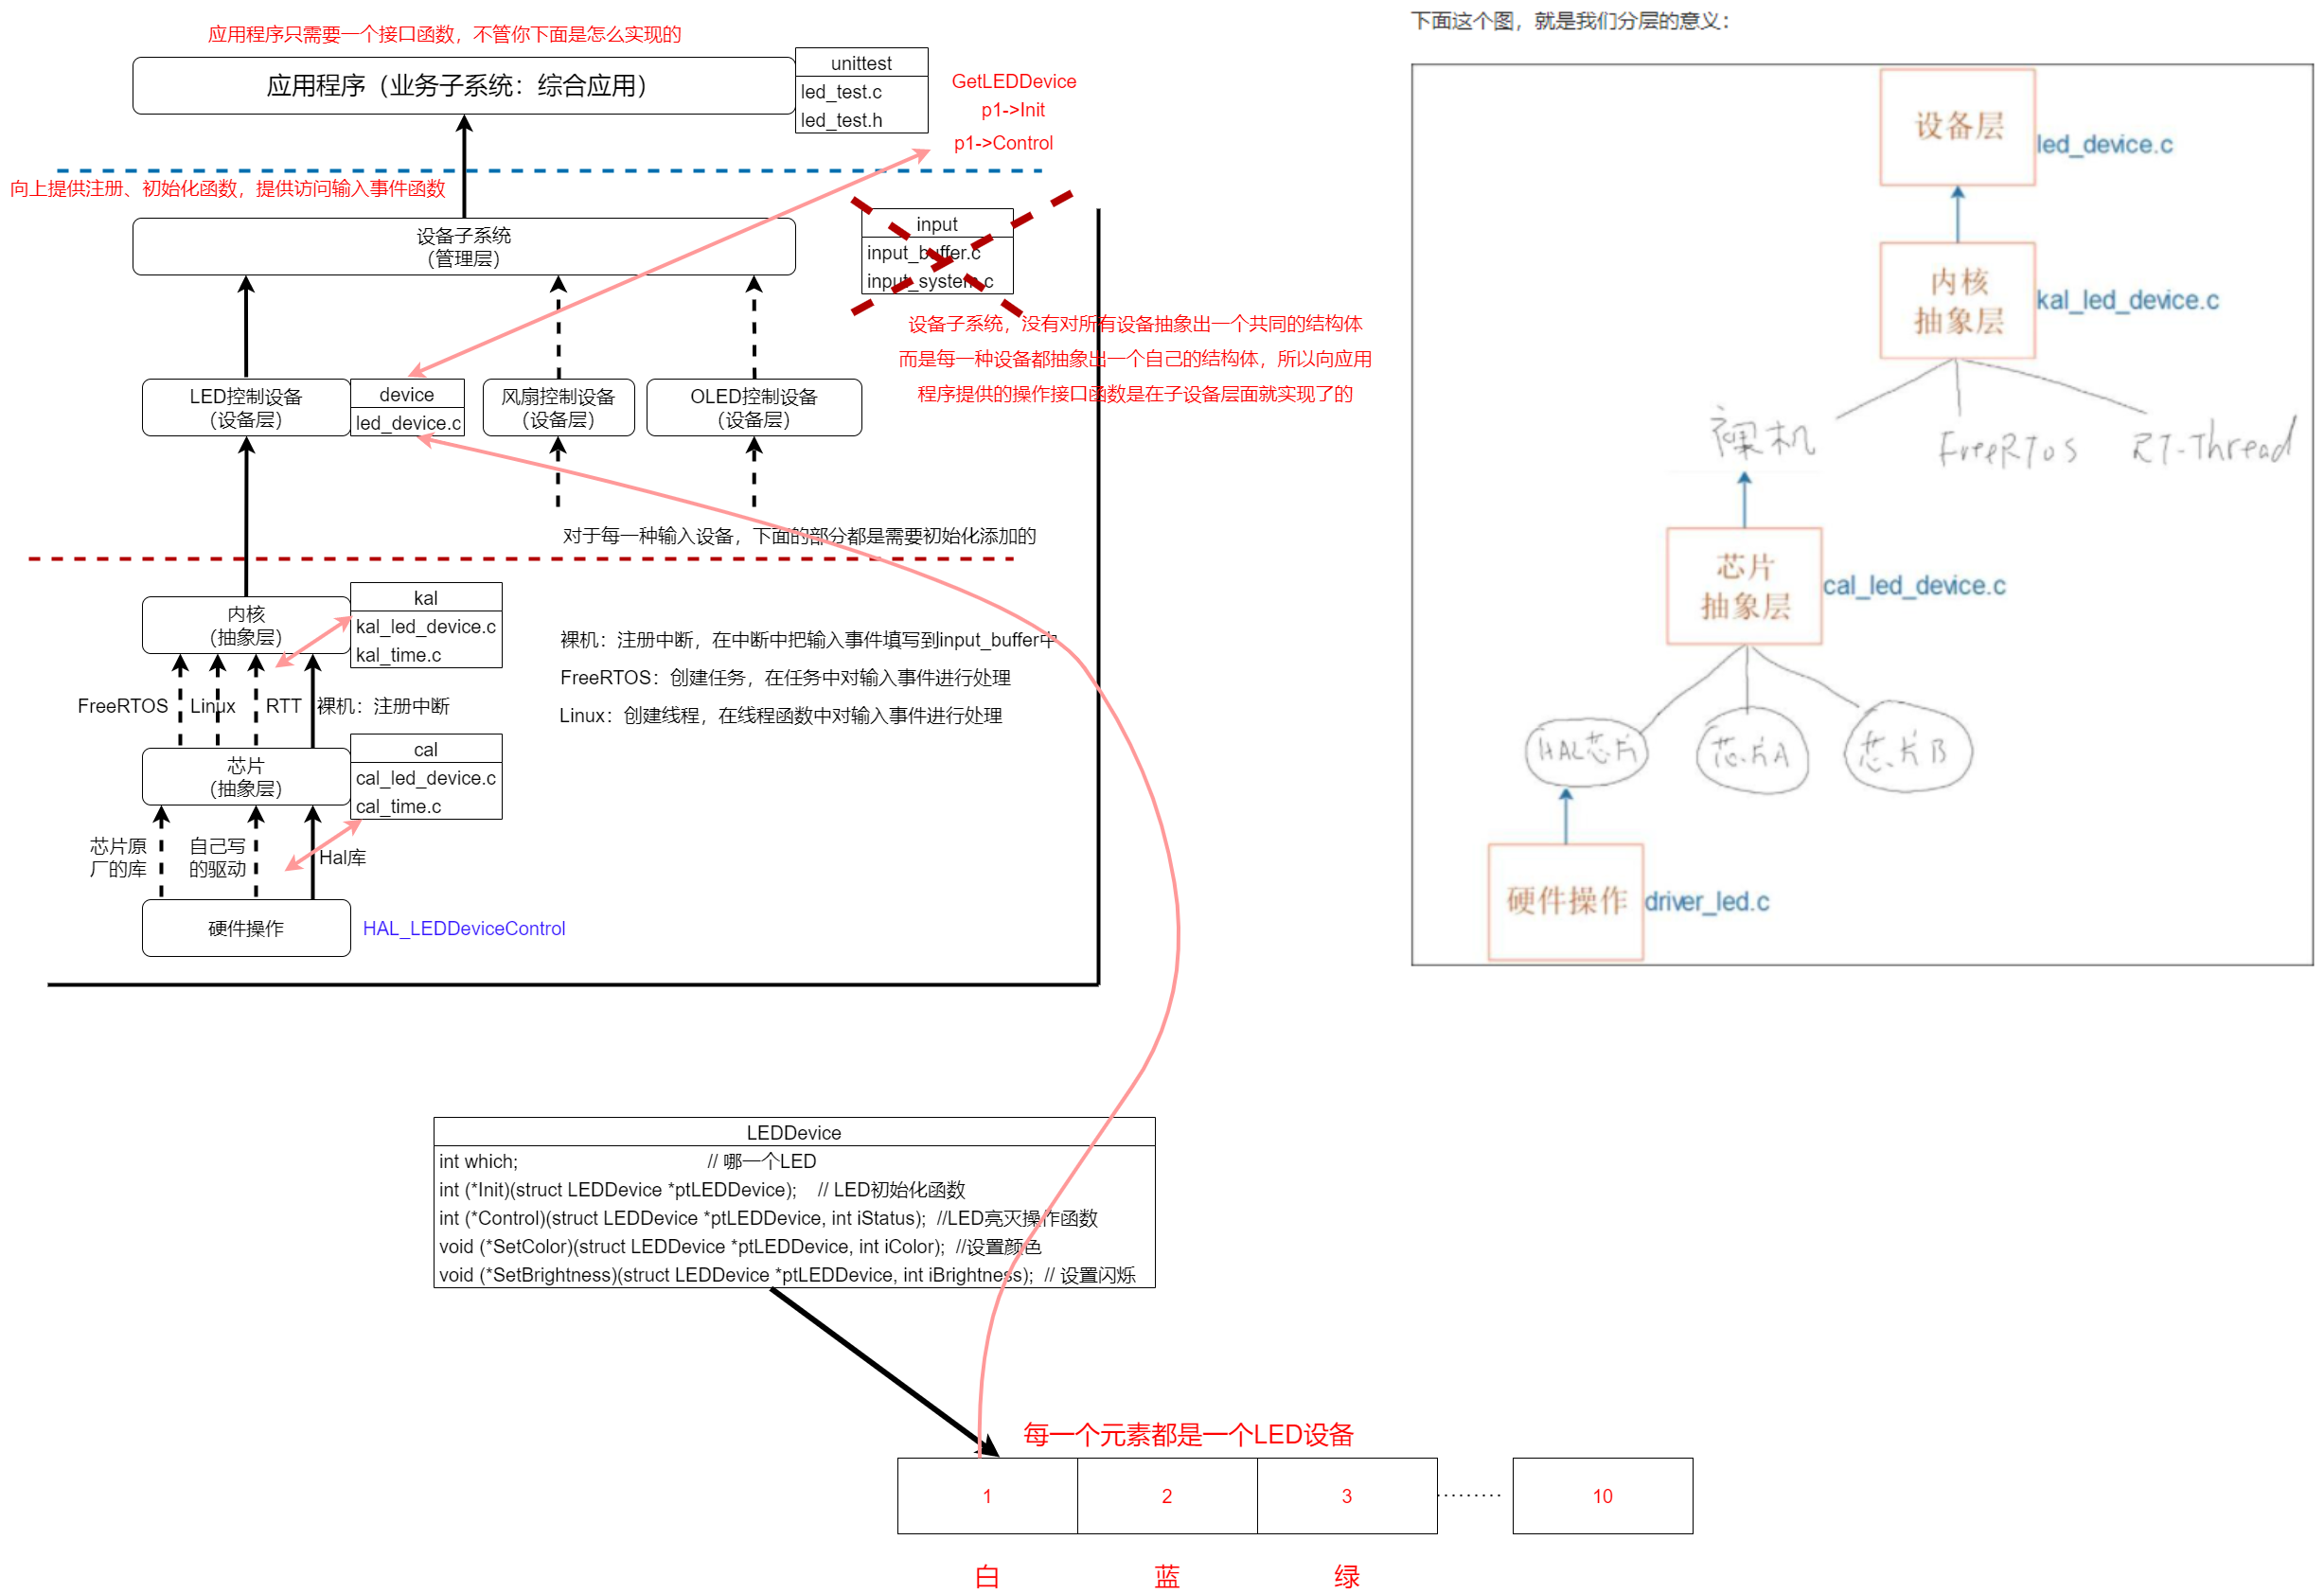 应用程序只需要一个接口函数，不管你下面是怎么实现的
应用程序（业务子系统：综合应用）
unittest
led_test.c
led_test.h
GetLEDDevice
p1->Init
p1->Control
向上提供注册、初始化函数，提供访问输入事件函数
设备子系统
（管理层）
input
input_buffer.c
input_system.c
设备子系统，没有对所有设备抽象出一个共同的结构体
而是每一种设备都抽象出一个自己的结构体，所以向应用
程序提供的操作接口函数是在子设备层面就实现了的
LED控制设备
（设备层）
device
led_device.c
风扇控制设备
（设备层）
OLED控制设备
（设备层）
对于每一种输入设备，下面的部分都是需要初始化添加的
内核
（抽象层）
kal
kal_led_device.c
kal_time.c
裸机：注册中断，在中断中把输入事件填写到input_buffer中
FreeRTOS：创建任务，在任务中对输入事件进行处理
Linux：创建线程，在线程函数中对输入事件进行处理
FreeRTOS
Linux
RTT
裸机：注册中断
芯片
（抽象层）
cal
cal_led_device.c
cal_time.c
芯片原
厂的库
自己写
的驱动
Hal库
硬件操作
HAL_LEDDeviceControl
下面这个图，就是我们分层的意义：
设备层
led_device.c
内核
抽象层
kal_led_device.c
裸机
FreeRTos
RT-Thread
芯片
抽象层
cal_led_device.c
HAL芯片
芯片A
芯片B
硬件操作
driver_led.c
LEDDevice
int which; // 哪一个LED
int (*Init)(struct LEDDevice *ptLEDDevice); // LED初始化函数
int (*Control)(struct LEDDevice *ptLEDDevice, int iStatus); //LED亮灭操作函数
void (*SetColor)(struct LEDDevice *ptLEDDevice, int iColor); //设置颜色
void (*SetBrightness)(struct LEDDevice *ptLEDDevice, int iBrightness); // 设置闪烁
每一个元素都是一个LED设备
1
2
3
.........
10
白
蓝
绿